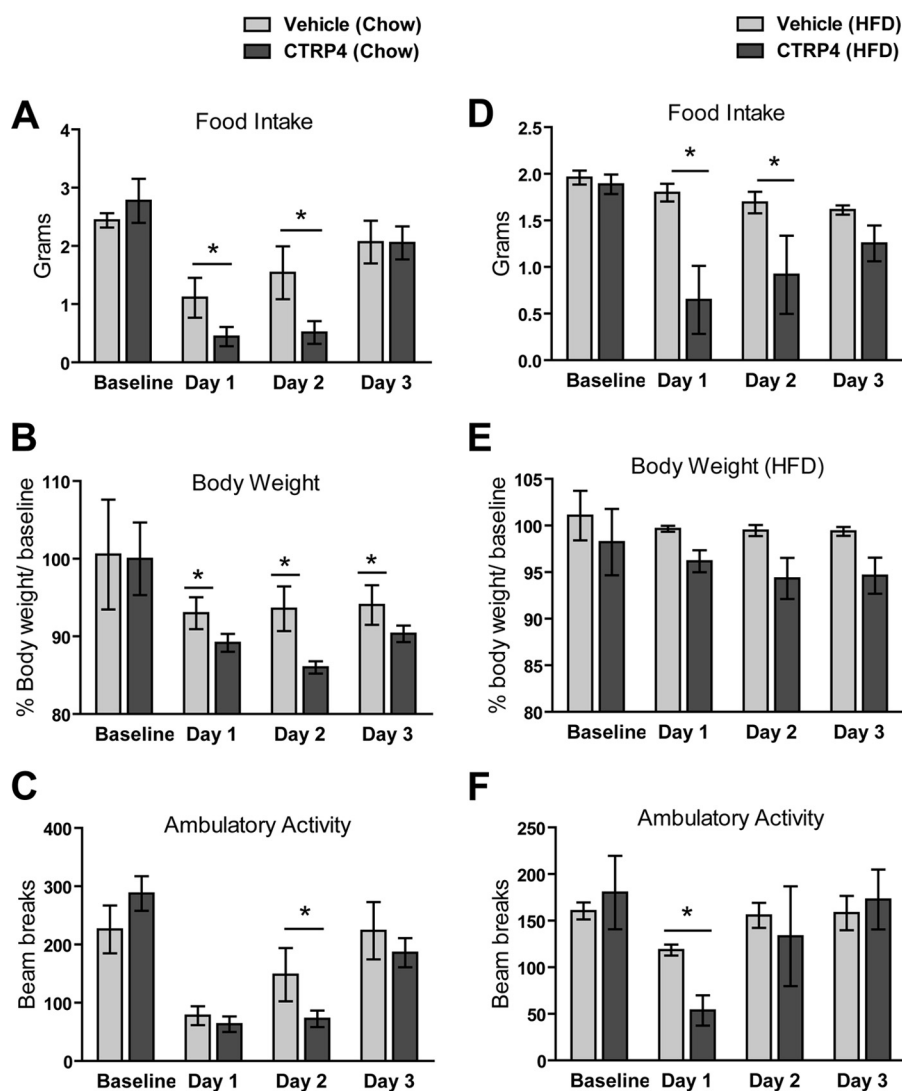 Vehicle (Chow)
CTRP4 (Chow)
Vehicle (HFD)
CTRP4 (HFD)
A
Food Intake
Grams
4
3
2
1
0
*
*
Baseline Day 1 Day 2 Day 3
D
Food Intake
Grams
2.5
2.0
1.5
1.0
0.5
0.0
*
*
Baseline Day 1 Day 2 Day 3
B
Body Weight
% Body weight/ baseline
110
100
90
80
*
*
*
Baseline Day 1 Day 2 Day 3
E
Body Weight (HFD)
% body weight/ baseline
105
100
95
90
85
80
Baseline Day 1 Day 2 Day 3
C
Ambulatory Activity
Beam breaks
400
300
200
100
0
*
Baseline Day 1 Day 2 Day 3
F
Ambulatory Activity
Beam breaks
250
200
150
100
50
0
*
Baseline Day 1 Day 2 Day 3